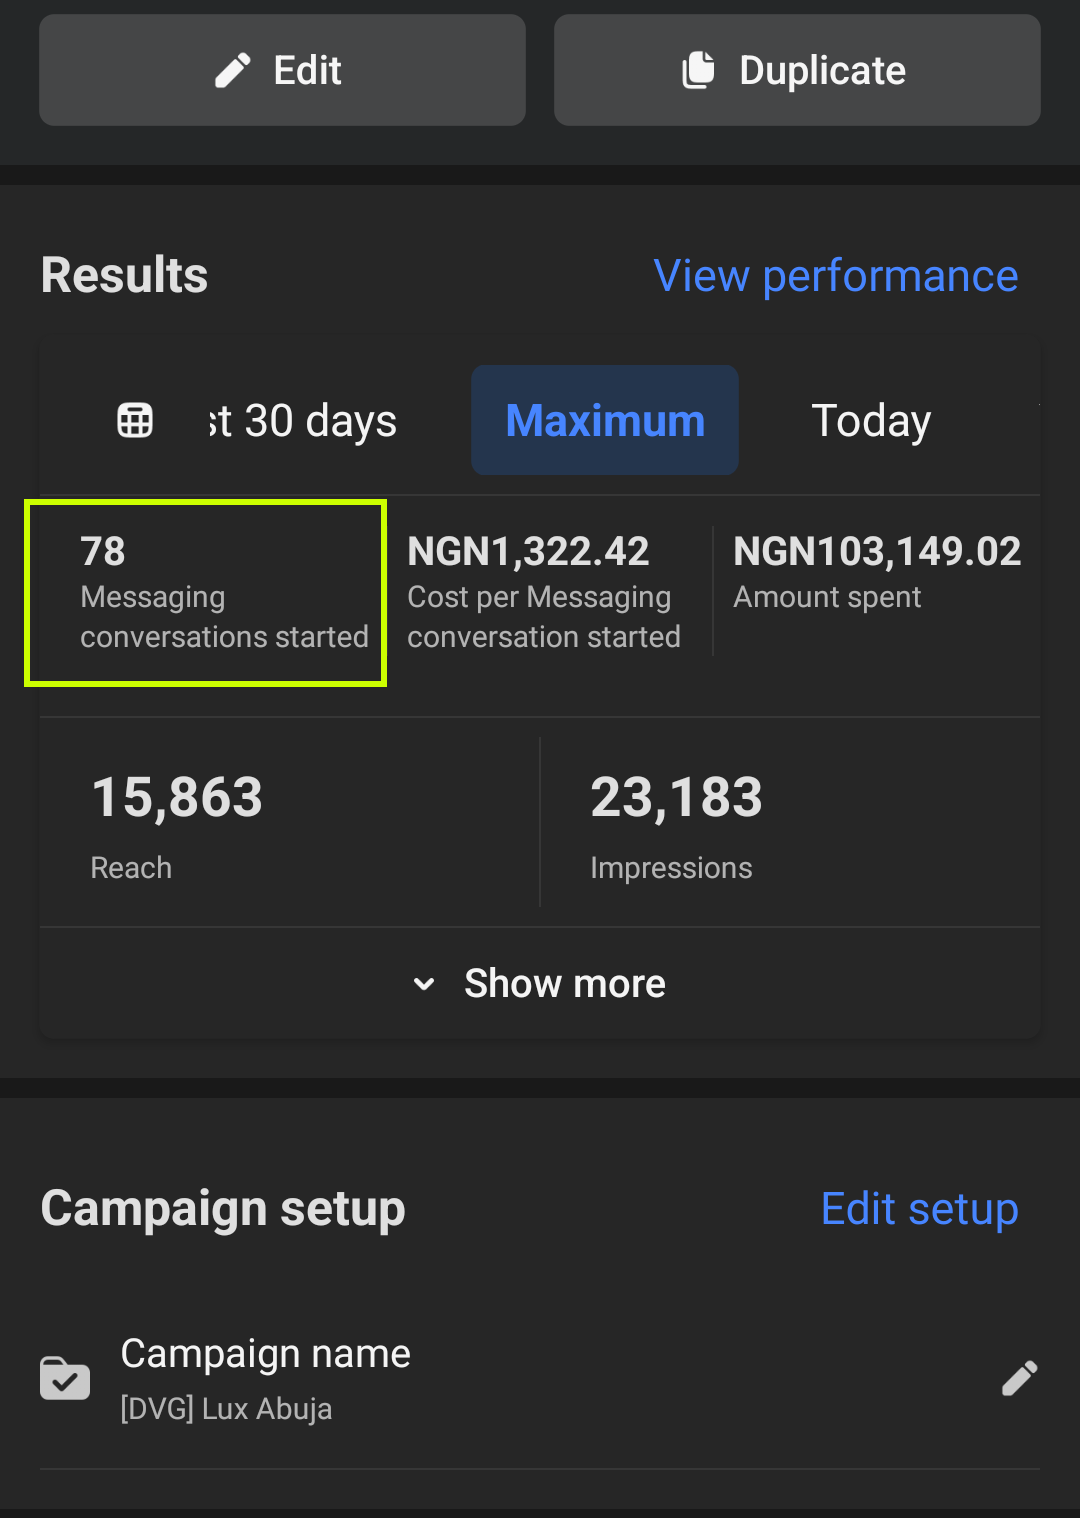 Edit
Duplicate
Results
View performance
st 30 days
Maximum
Today
78
Messaging
conversations started
NGN1,322.42
Cost per Messaging
conversation started
NGN103,149.02
Amount spent
15,863
Reach
23,183
Impressions
Show more
Campaign setup
Edit setup
Campaign name
[DVG] Lux Abuja